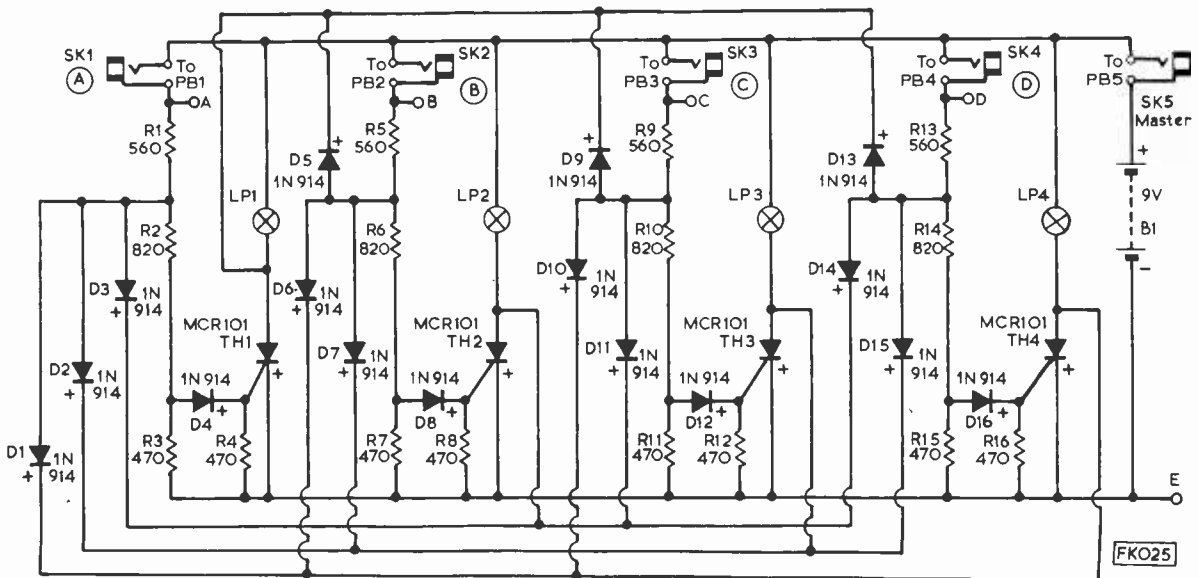 SK1
A
To
PB1
A
R1
560
R2
820
LP1
D3
1N
914
D2
1N
914
D1
1N
914
MCR101
TH1
+
1N914
D4
+
R3
470
R4
470
+
+
+
SK2
B
To
PB2
B
R5
560
D5
1N914
+
R6
820
LP2
D6
1N
914
+
D7
1N
914
+
MCR101
TH2
+
1N914
D8
+
R7
470
R8
470
SK3
C
To
PB3
C
R9
560
D9
1N914
+
R10
820
LP3
D10
1N
914
+
D11
1N
914
+
MCR101
TH3
+
1N914
D12
+
R11
470
R12
470
SK4
D
To
PB4
D
R13
560
D13
1N914
+
R14
820
LP4
D14
1N
914
+
D15
1N
914
+
MCR101
TH4
+
1N914
D16
+
R15
470
R16
470
To
PB5
SK5
Master
+
9V
B1
-
E
FK025